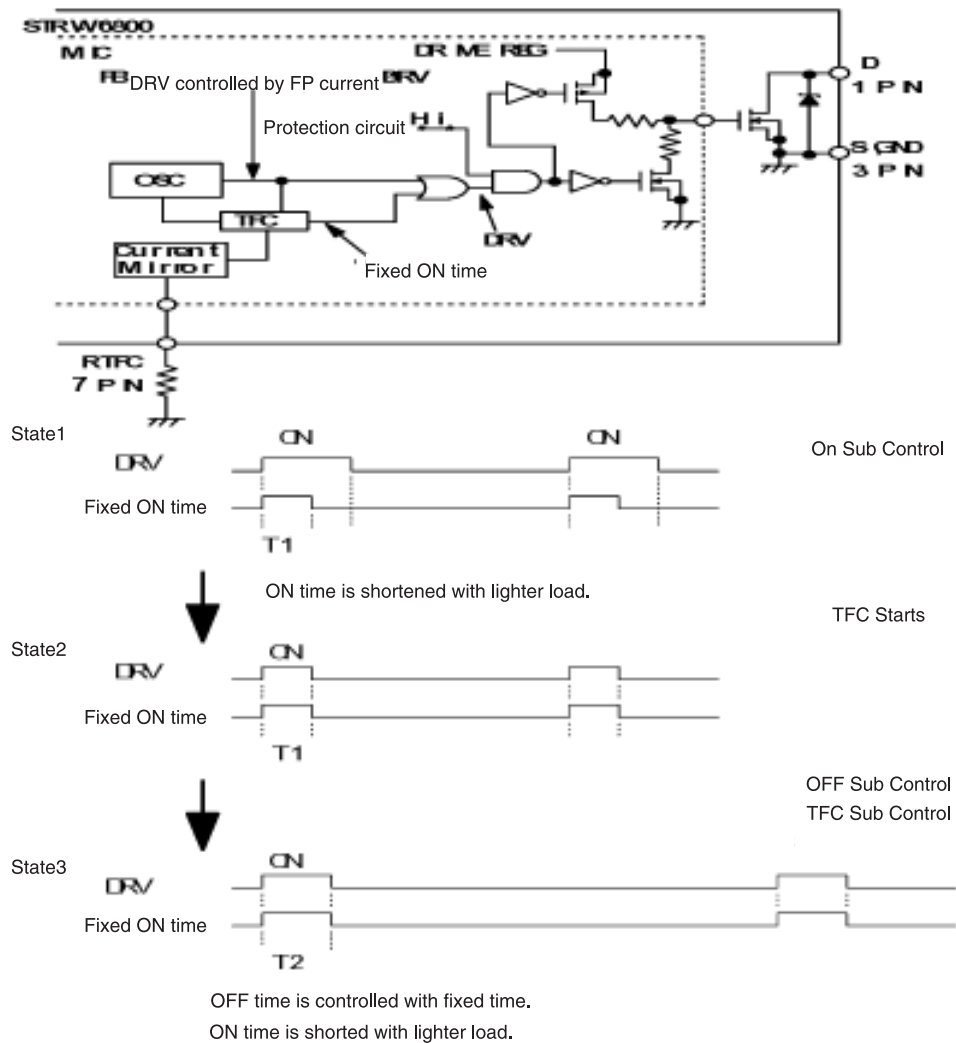 STRW6800
MIC
DRIVE REG
DRV controlled by FP current
Protection circuit
Hi
D
1 PIN
S,GND
3 PIN
OSC
TFC
DRV
Current
Mirror
Fixed ON time
RTFC
7 PIN
State1
ON
ON
On Sub Control
DRV
Fixed ON time
T1
ON time is shortened with lighter load.
TFC Starts
State2
ON
DRV
Fixed ON time
T1
OFF Sub Control
TFC Sub Control
State3
ON
DRV
Fixed ON time
T2
OFF time is controlled with fixed time.
ON time is shorted with lighter load.